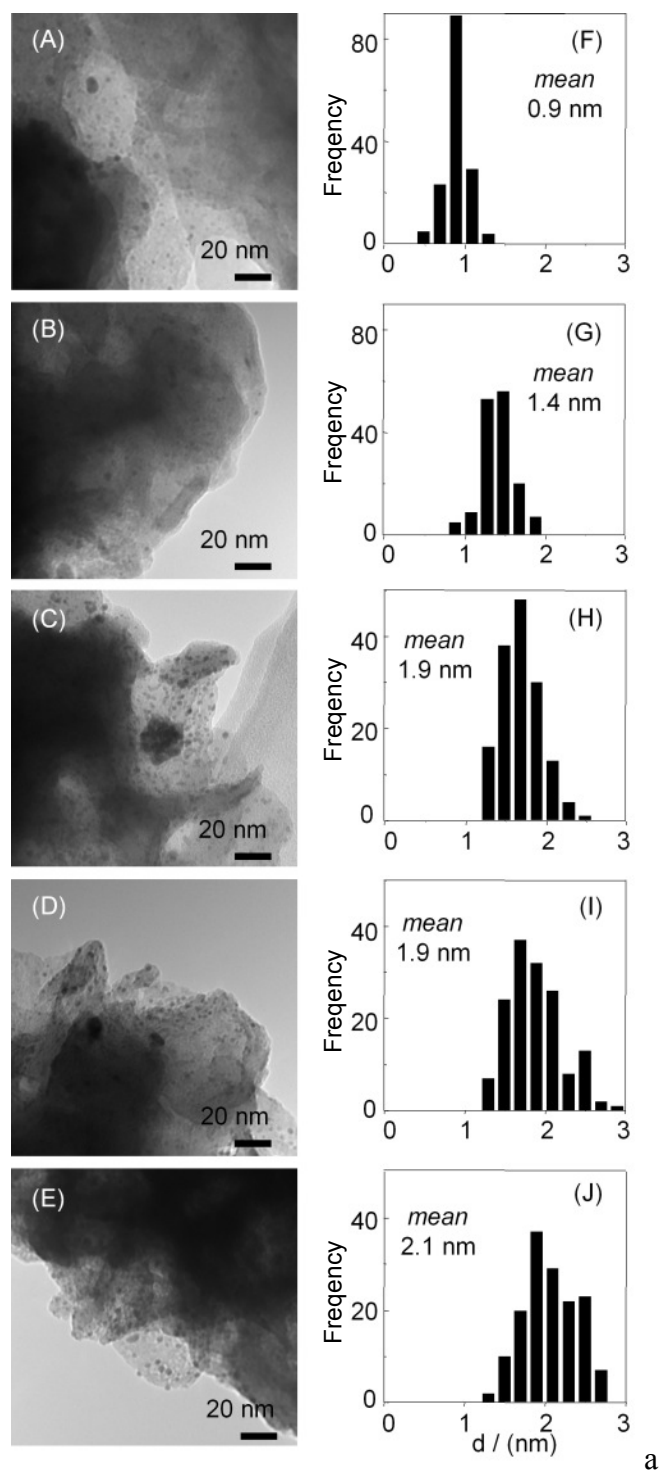 (A)
20 nm
80
40
0
Freqency
(F)
mean
0.9 nm
0 1 2 3
(B)
20 nm
80
40
0
Freqency
(G)
mean
1.4 nm
0 1 2 3
(C)
20 nm
40
20
0
Freqency
(H)
mean
1.9 nm
0 1 2 3
(D)
20 nm
40
20
0
Freqency
(I)
mean
1.9 nm
0 1 2 3
(E)
20 nm
40
20
0
Freqency
(J)
mean
2.1 nm
0 1 2 3
d / (nm)
a